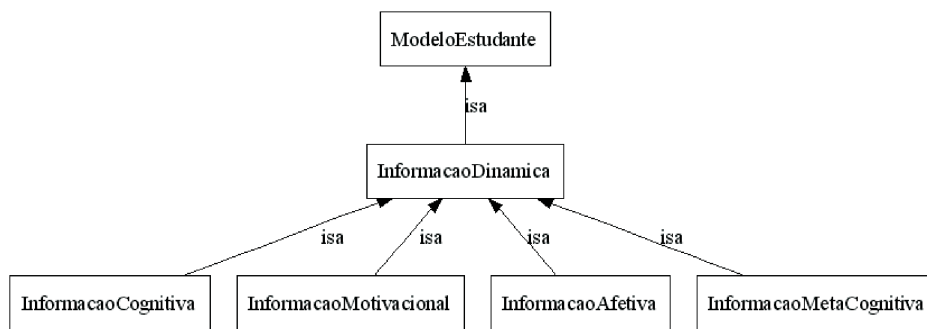 ModeloEstudante
isa
InformacaoDinamica
isa
isa
isa
isa
InformacaoCognitiva
InformacaoMotivacional
InformacaoAfetiva
InformacaoMetaCognitiva